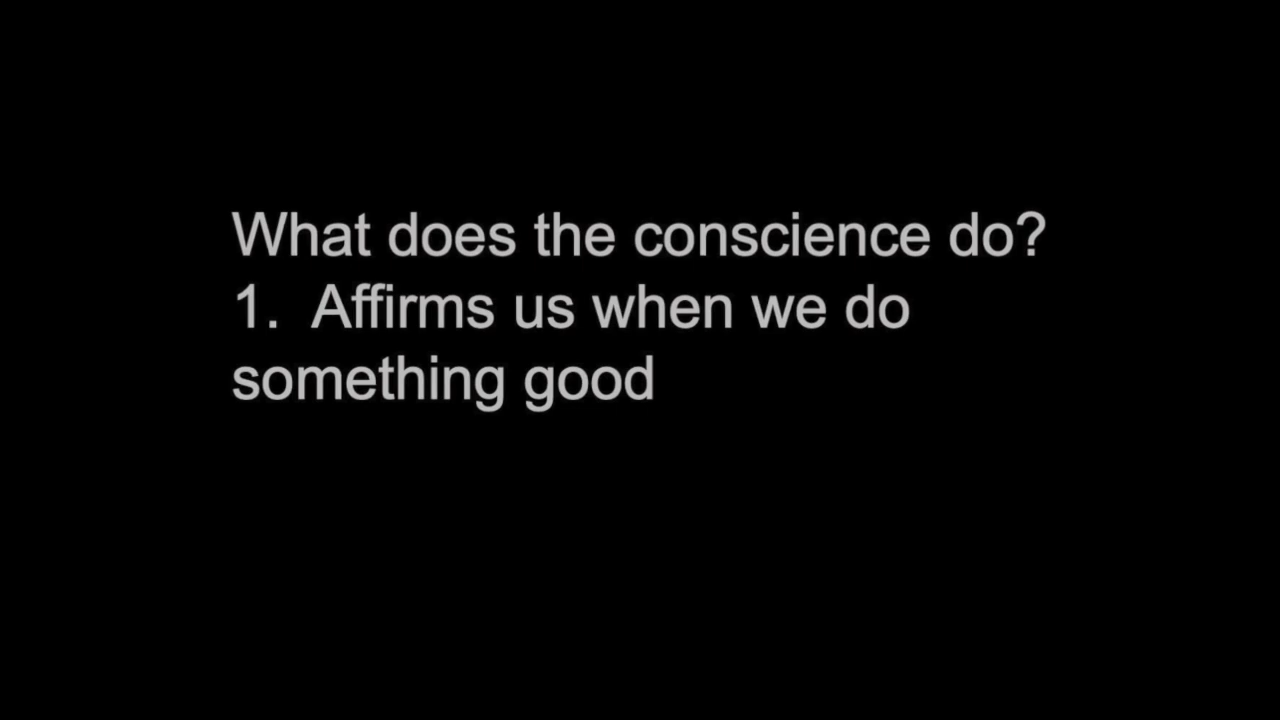 What does the conscience do?
1.  Affirms us when we do
something good